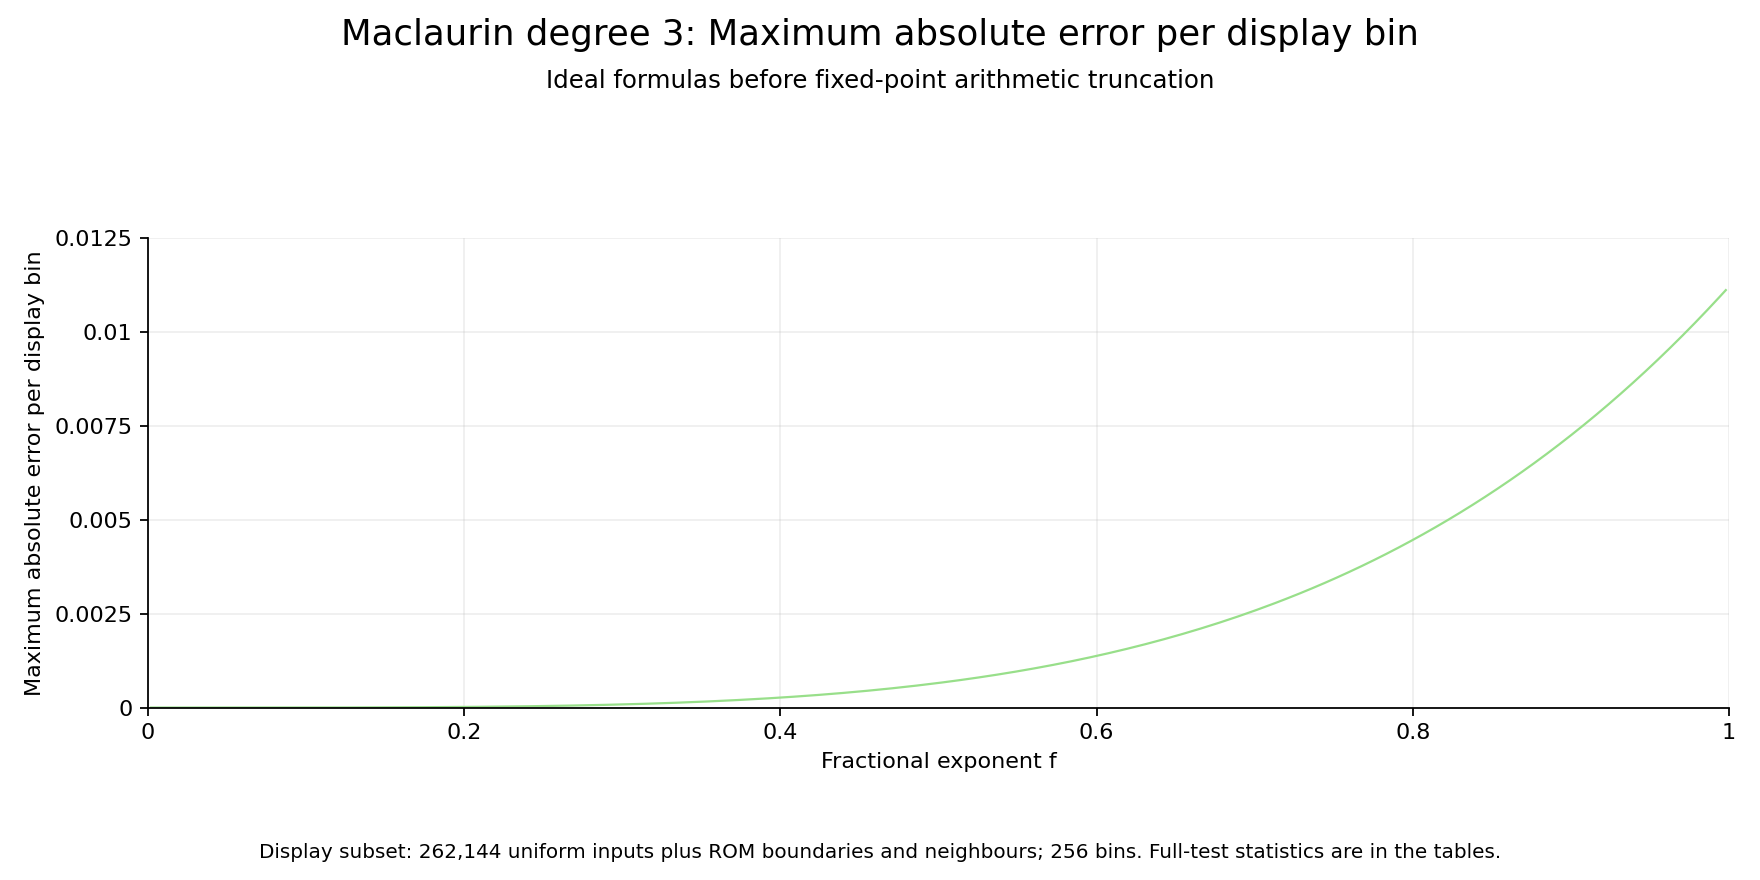 Maclaurin degree 3: Maximum absolute error per display bin
Ideal formulas before fixed-point arithmetic truncation
Maximum absolute error per display bin
0.0125
0.01
0.0075
0.005
0.0025
0
0 0.2 0.4 0.6 0.8 1
Fractional exponent f
Display subset: 262,144 uniform inputs plus ROM boundaries and neighbours; 256 bins. Full-test statistics are in the tables.